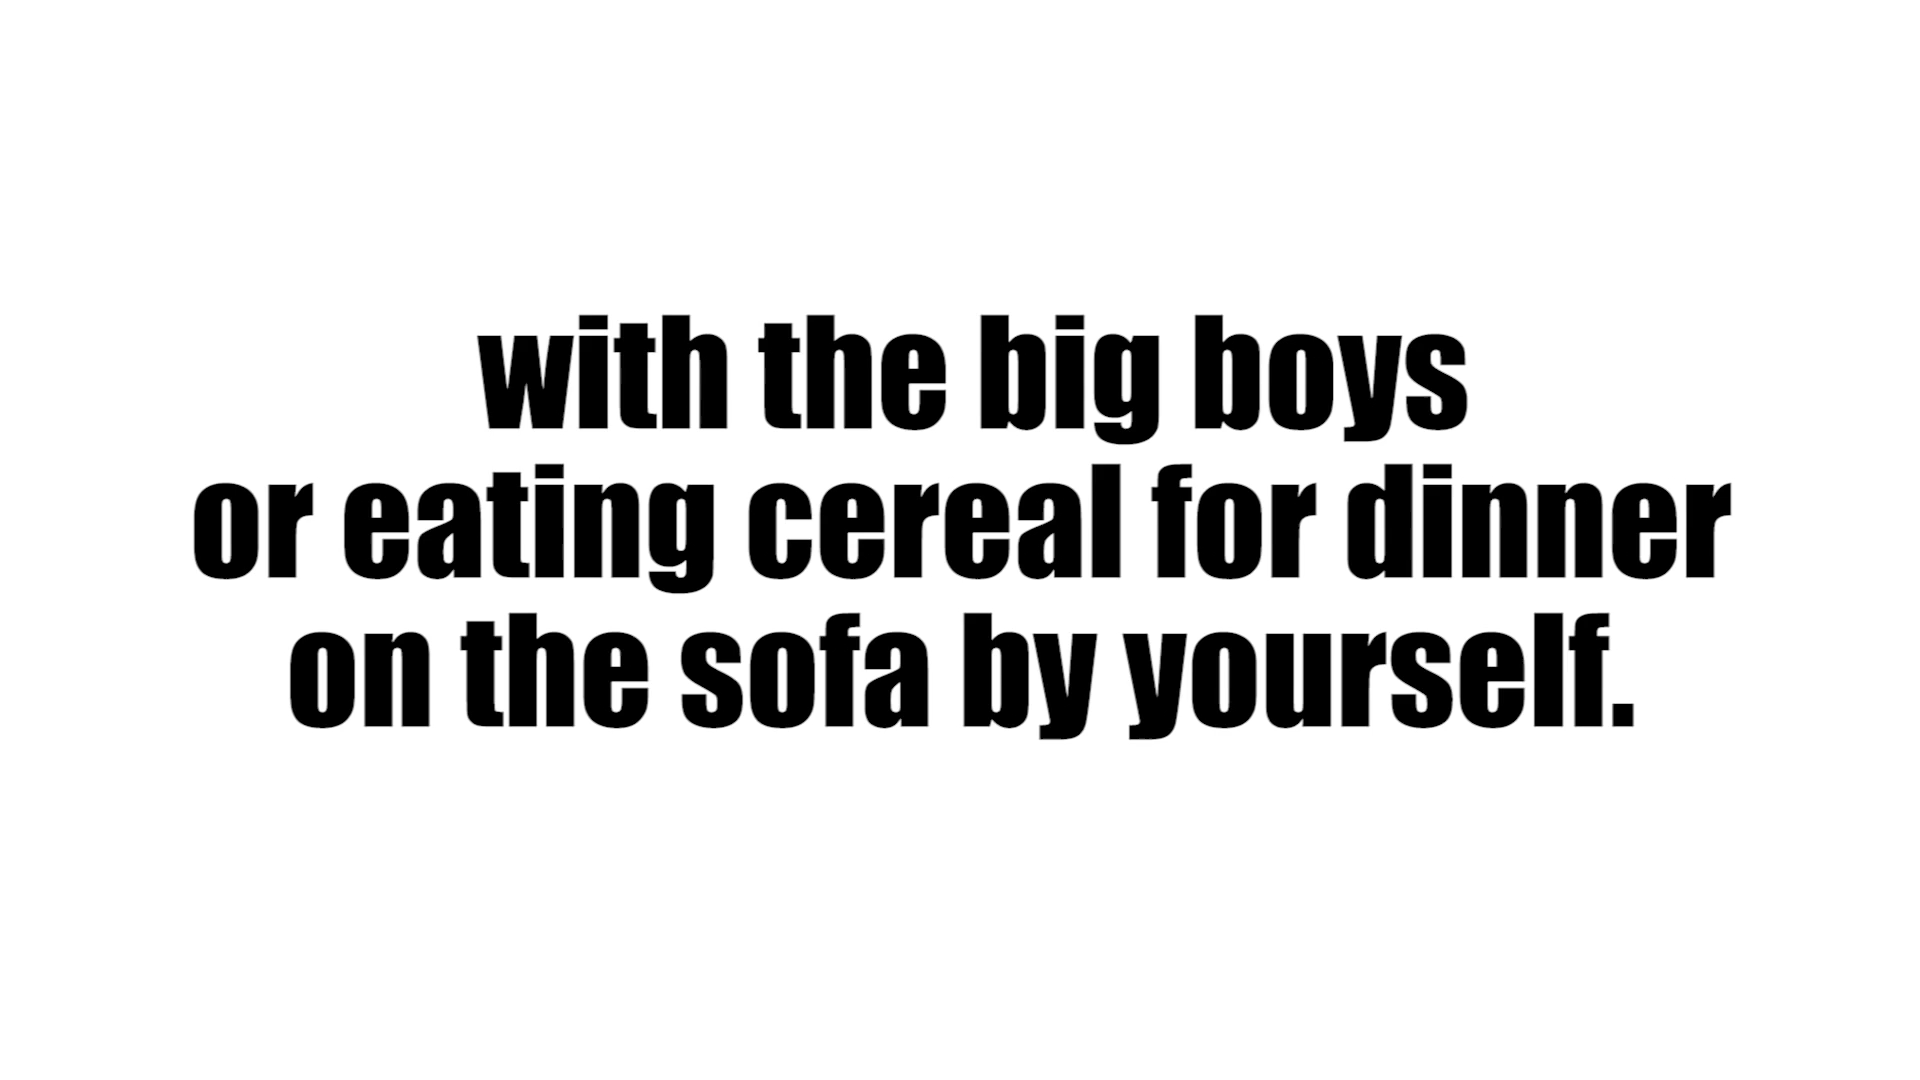 with the big boys
or eating cereal for dinner
on the sofa by yourself.